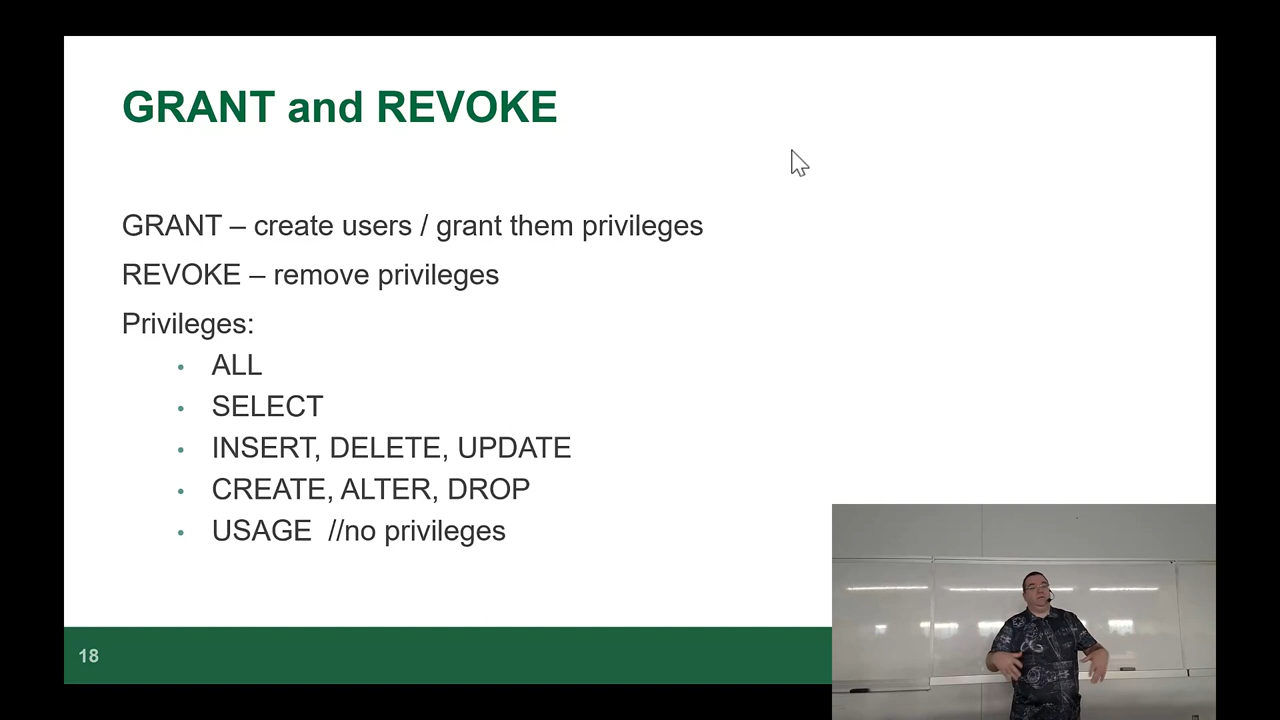 GRANT and REVOKE
GRANT – create users / grant them privileges
REVOKE – remove privileges
Privileges:
• ALL
• SELECT
• INSERT, DELETE, UPDATE
• CREATE, ALTER, DROP
• USAGE //no privileges
18